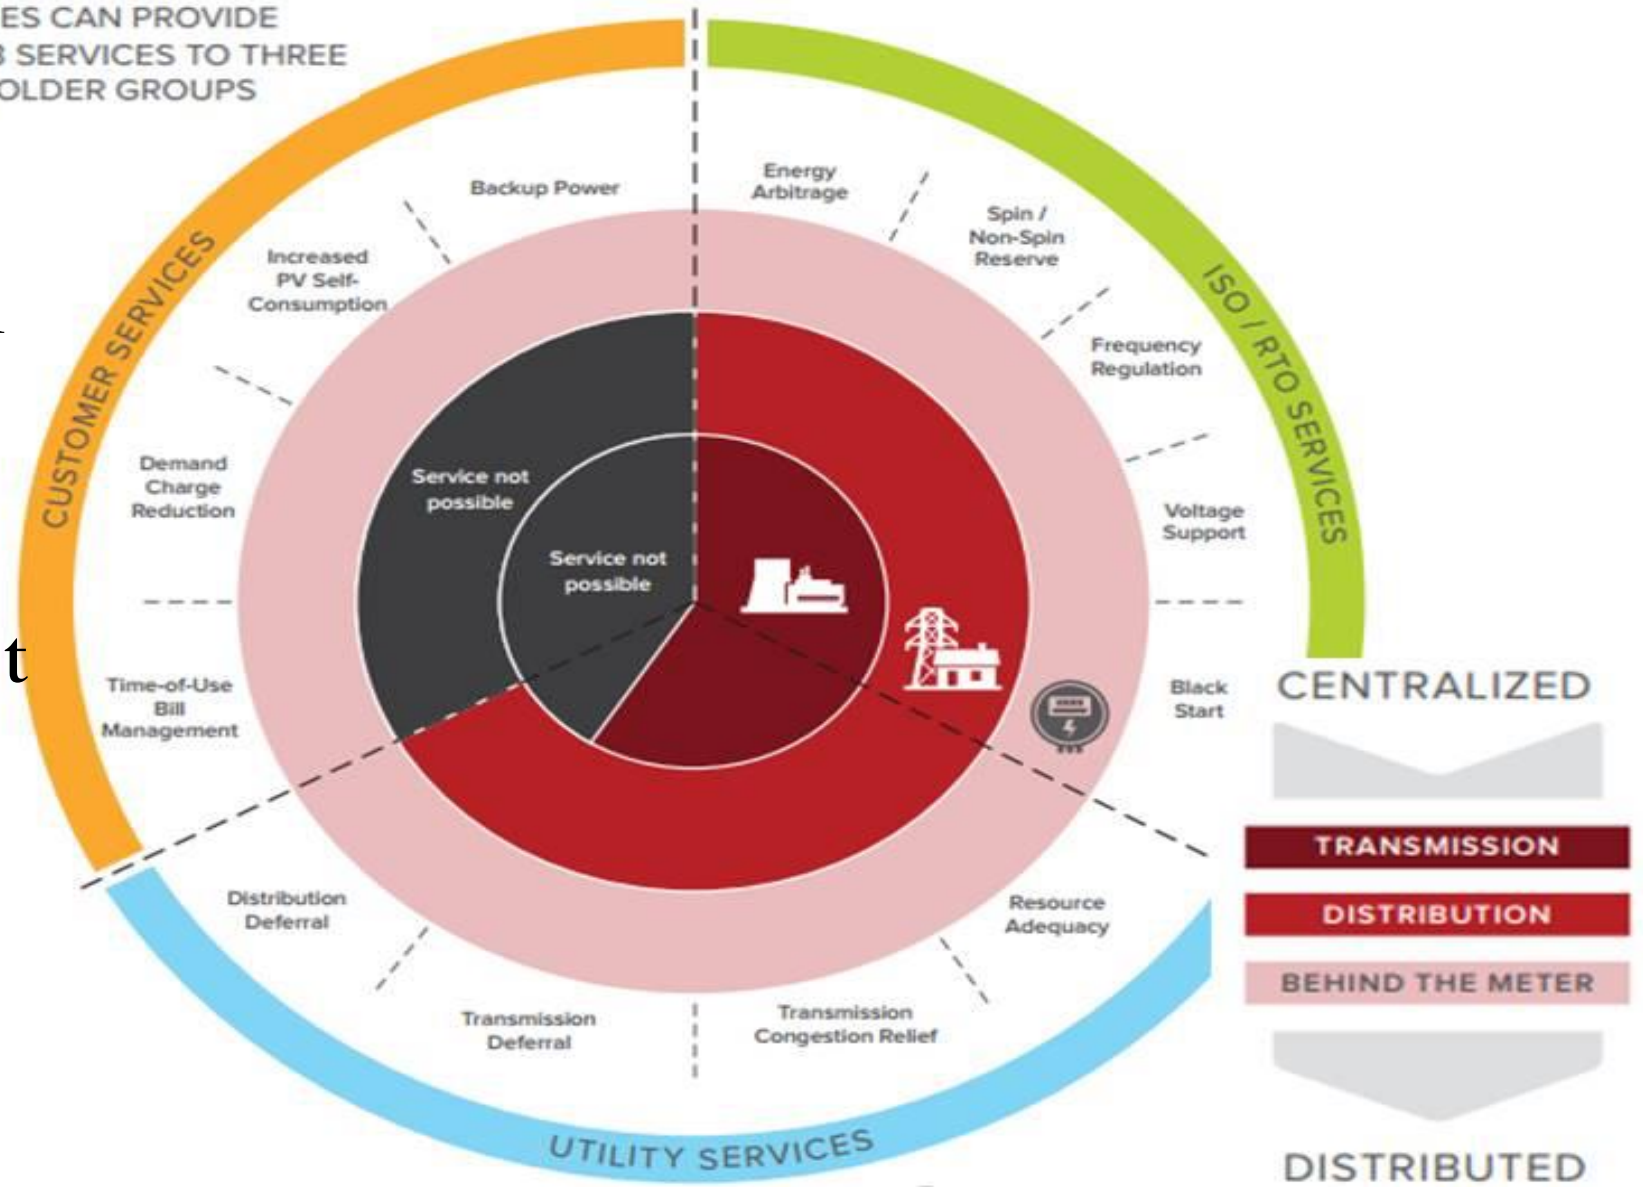 ES CAN PROVIDE
3 SERVICES TO THREE
OLDER GROUPS
CUSTOMER SERVICES
ISO / RTO SERVICES
UTILITY SERVICES
Backup Power
Increased
PV Self-
Consumption
Demand
Charge
Reduction
Time-of-Use
Bill
Management
Energy
Arbitrage
Spin /
Non-Spin
Reserve
Frequency
Regulation
Voltage
Support
Black
Start
Resource
Adequacy
Transmission
Congestion Relief
Transmission
Deferral
Distribution
Deferral
Service not
possible
Service not
possible
t
CENTRALIZED
TRANSMISSION
DISTRIBUTION
BEHIND THE METER
DISTRIBUTED